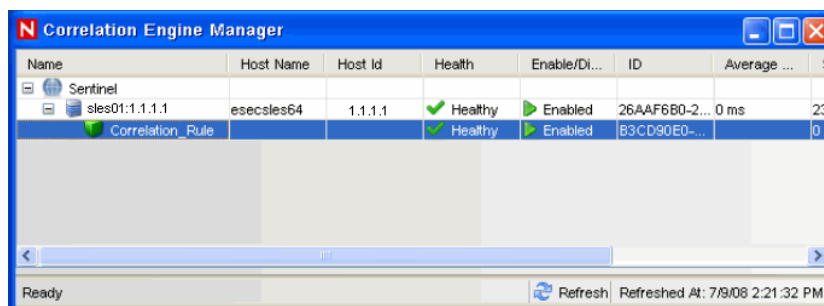 N Correlation Engine Manager
Name Host Name Host Id Health Enable/Di... ID Average ...
Sentinel
sles01:1.1.1.1 esecsles64 1.1.1.1 Healthy Enabled 26AAF6B0-2... 0 ms 23
Correlation_Rule Healthy Enabled B3CD90E0-... 0
Ready Refresh Refreshed At: 7/9/08 2:21:32 PM